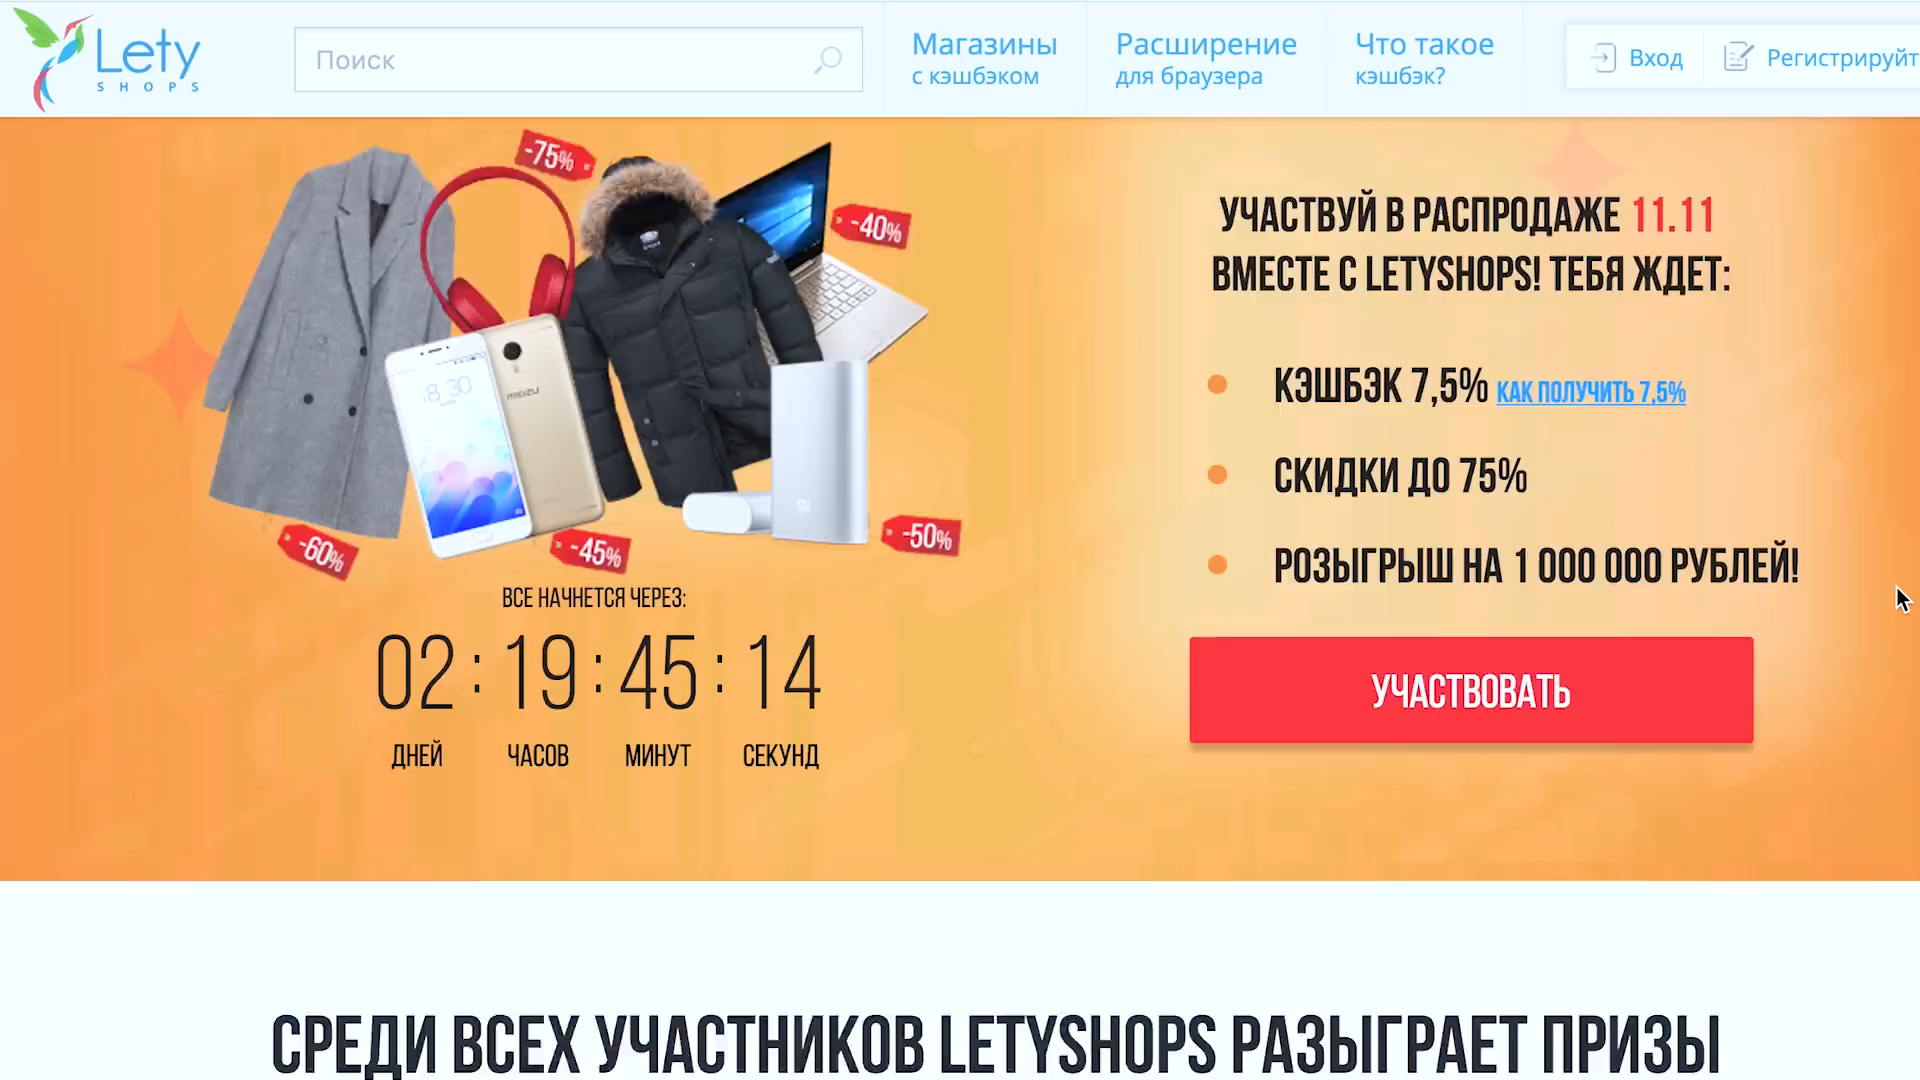 Lety
SHOPS
Поиск
Магазины
с кэшбэком
Расширение
для браузера
Что такое
кэшбэк?
Вход
Регистрируйт
-75%
-40%
18:30
MEIZU
-60%
-45%
-50%
ВСЕ НАЧНЕТСЯ ЧЕРЕЗ:
02 : 19 : 45 : 14
ДНЕЙ ЧАСОВ МИНУТ СЕКУНД
УЧАСТВУЙ В РАСПРОДАЖЕ 11.11
ВМЕСТЕ С LETYSHOPS! ТЕБЯ ЖДЕТ:
КЭШБЭК 7,5% КАК ПОЛУЧИТЬ 7,5%
СКИДКИ ДО 75%
РОЗЫГРЫШ НА 1 000 000 РУБЛЕЙ!
УЧАСТВОВАТЬ
СРЕДИ ВСЕХ УЧАСТНИКОВ LETYSHOPS РАЗЫГРАЕТ ПРИЗЫ